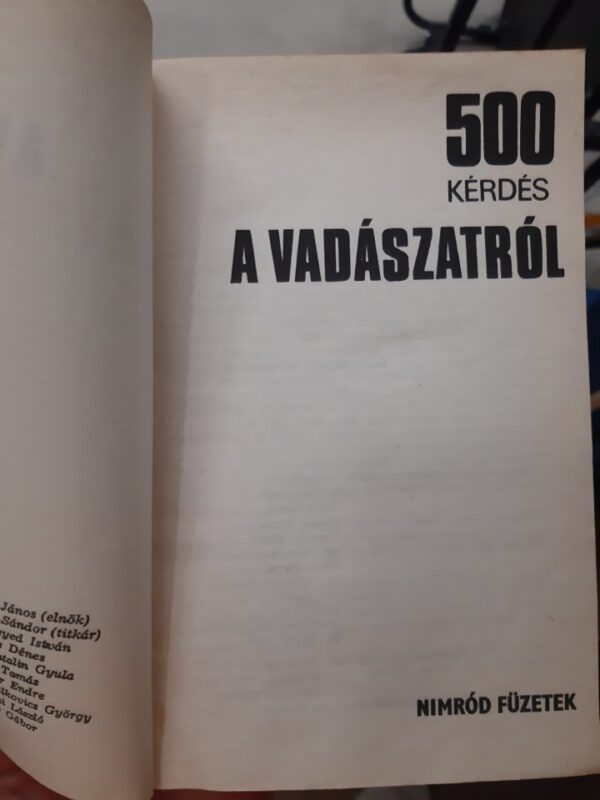 János (elnök)
Sándor (titkár)
István
Dénes
Gyula
Tamás
Endre
György
László
Gábor
500
KÉRDÉS
A VADÁSZATRÓL
NIMRÓD FÜZETEK